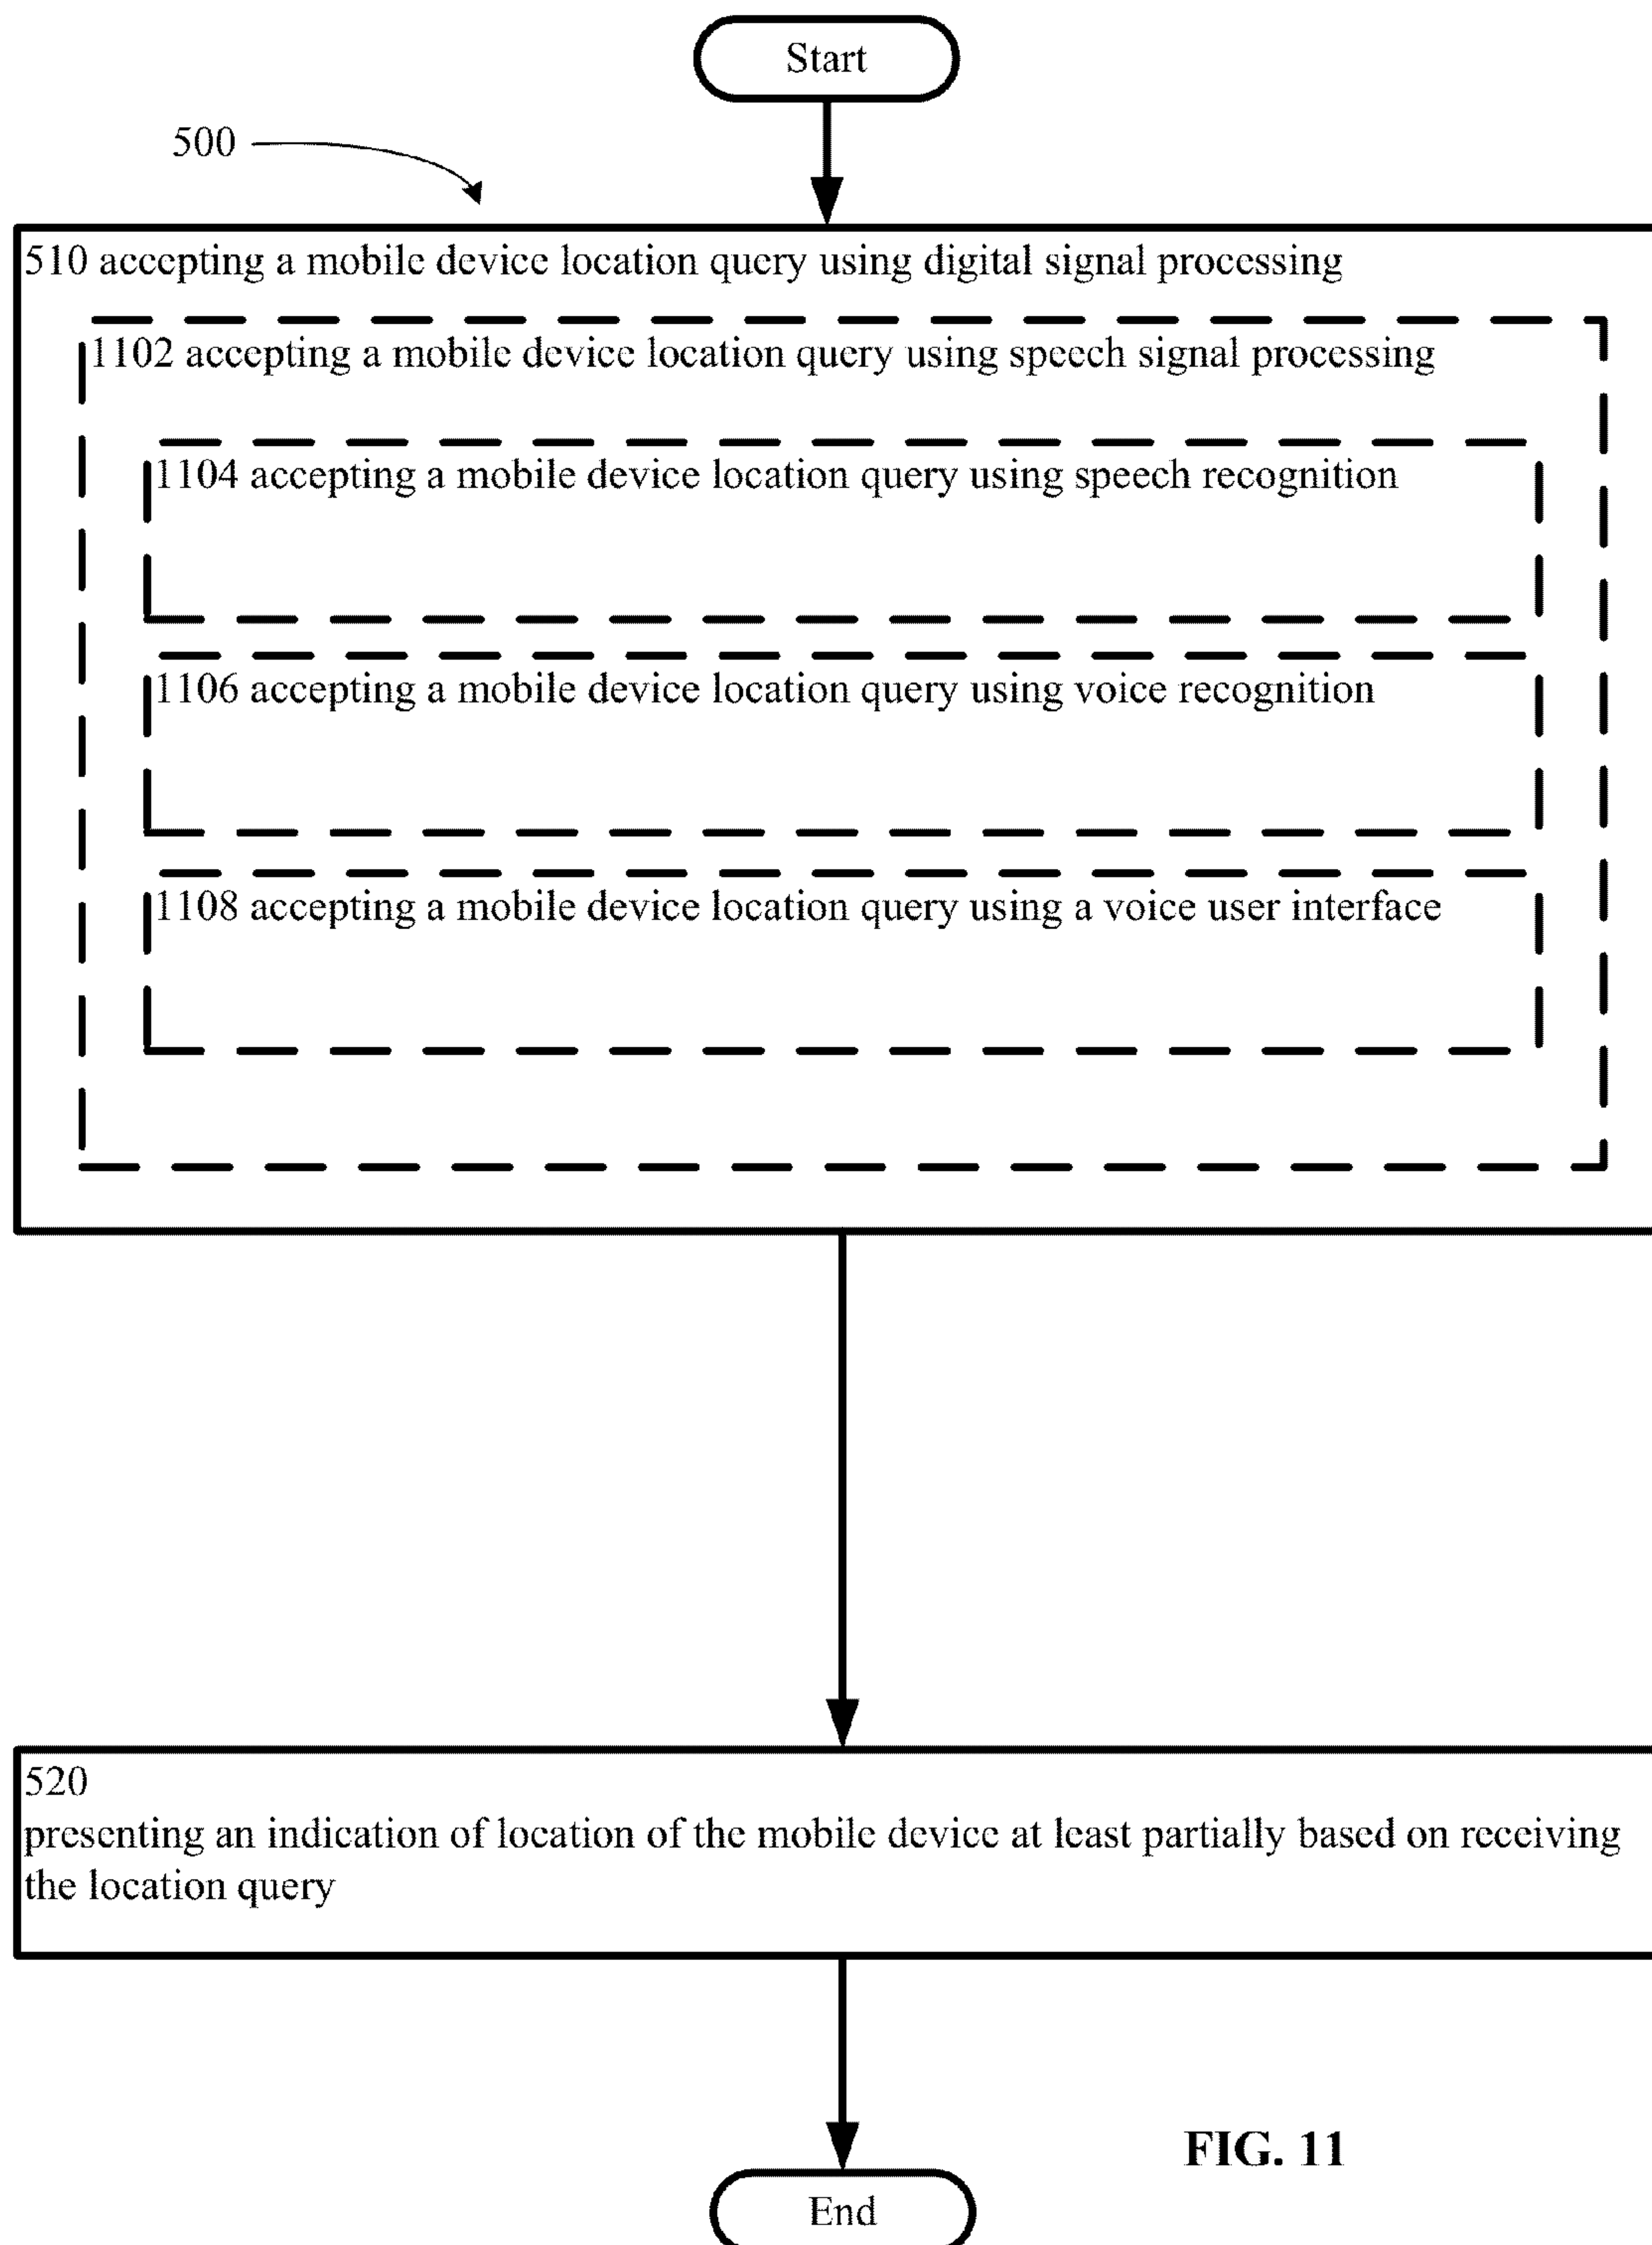 Start
500
510 accepting a mobile device location query using digital signal processing
1102 accepting a mobile device location query using speech signal processing
1104 accepting a mobile device location query using speech recognition
1106 accepting a mobile device location query using voice recognition
1108 accepting a mobile device location query using a voice user interface
520
presenting an indication of location of the mobile device at least partially based on receiving
the location query
FIG. 11
End